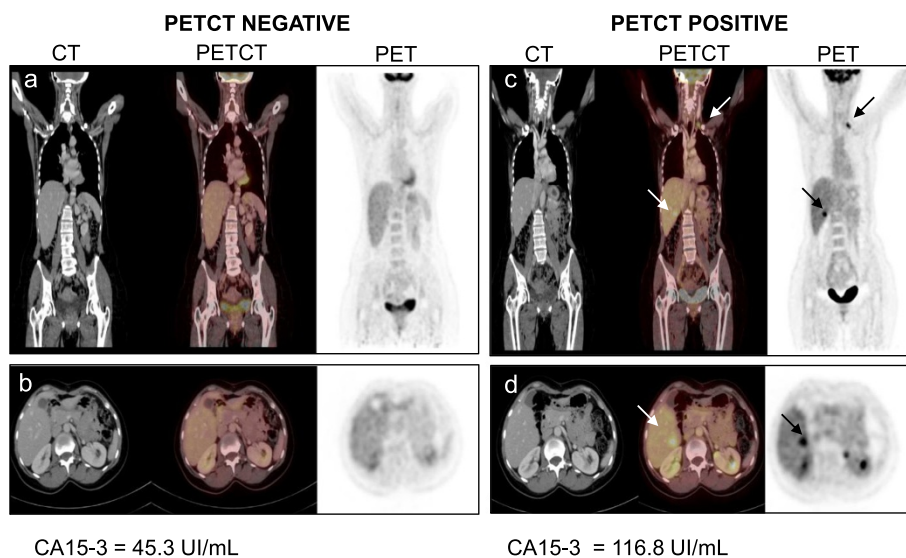 PETCT NEGATIVE
CT PETCT PET
a
b
CA15-3 = 45.3 UI/mL
PETCT POSITIVE
CT PETCT PET
c
d
CA15-3 = 116.8 UI/mL